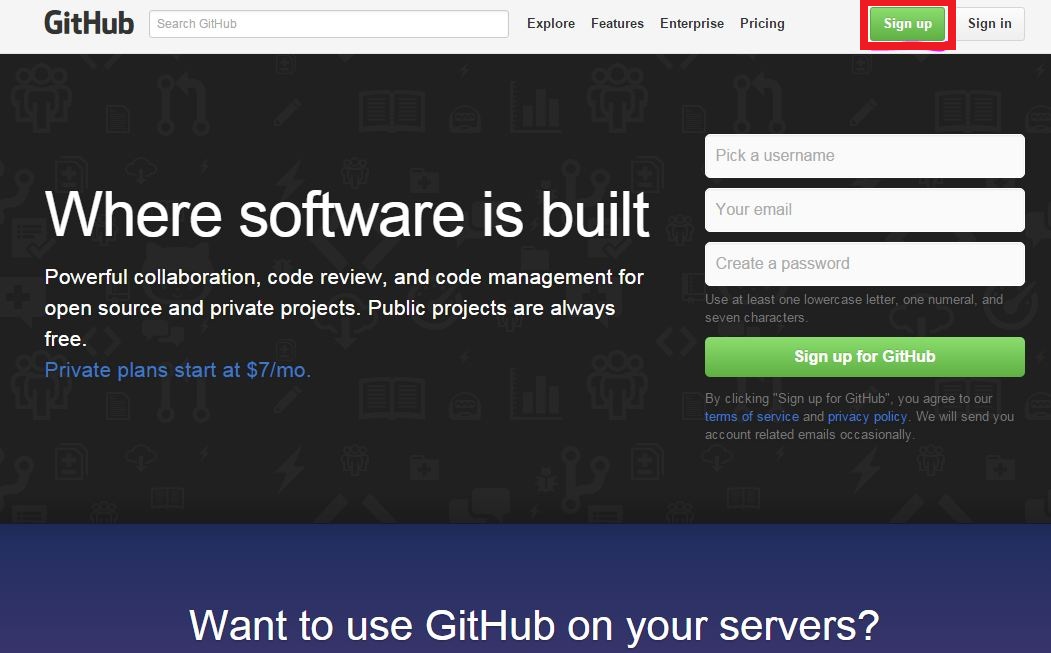 GitHub
Search GitHub
Explore Features Enterprise Pricing
Sign up
Sign in
Where software is built
Powerful collaboration, code review, and code management for
open source and private projects. Public projects are always
free.
Private plans start at $7/mo.
Pick a username
Your email
Create a password
Use at least one lowercase letter, one numeral, and
seven characters.
Sign up for GitHub
By clicking "Sign up for GitHub", you agree to our
terms of service and privacy policy. We will send you
account related emails occasionally.
Want to use GitHub on your servers?